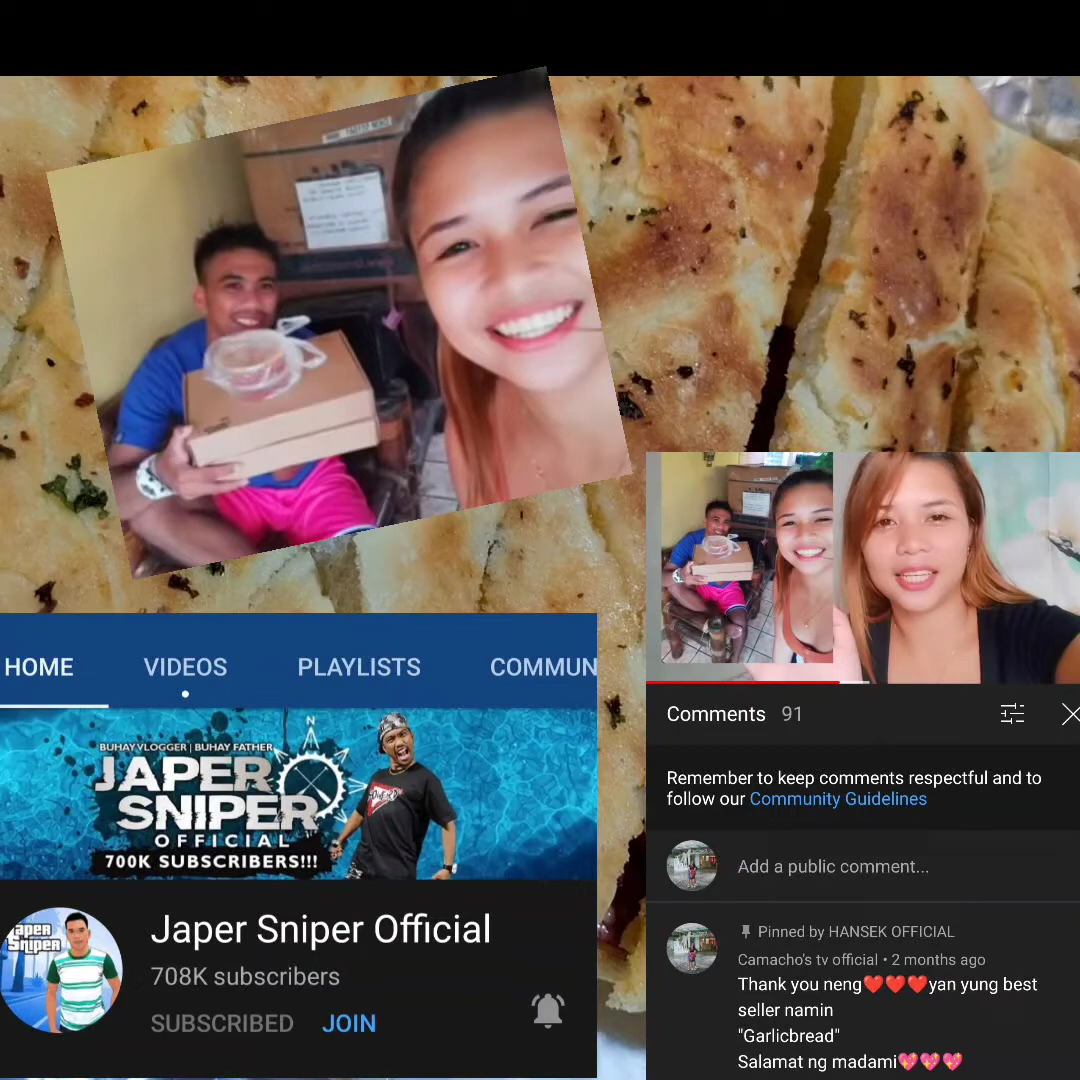 HOME VIDEOS PLAYLISTS COMMUN
BUHAY VLOGGER | BUHAY FATHER
N
JAPER
SNIPER
OFFICIAL
700K SUBSCRIBERS!!!
Japer
Sniper
Japer Sniper Official
708K subscribers
SUBSCRIBED JOIN
Comments 91
Remember to keep comments respectful and to
follow our Community Guidelines
Add a public comment...
Pinned by HANSEK OFFICIAL
Camacho's tv official • 2 months ago
Thank you neng❤️❤️❤️yan yung best
seller namin
"Garlicbread"
Salamat ng madami💖💖💖